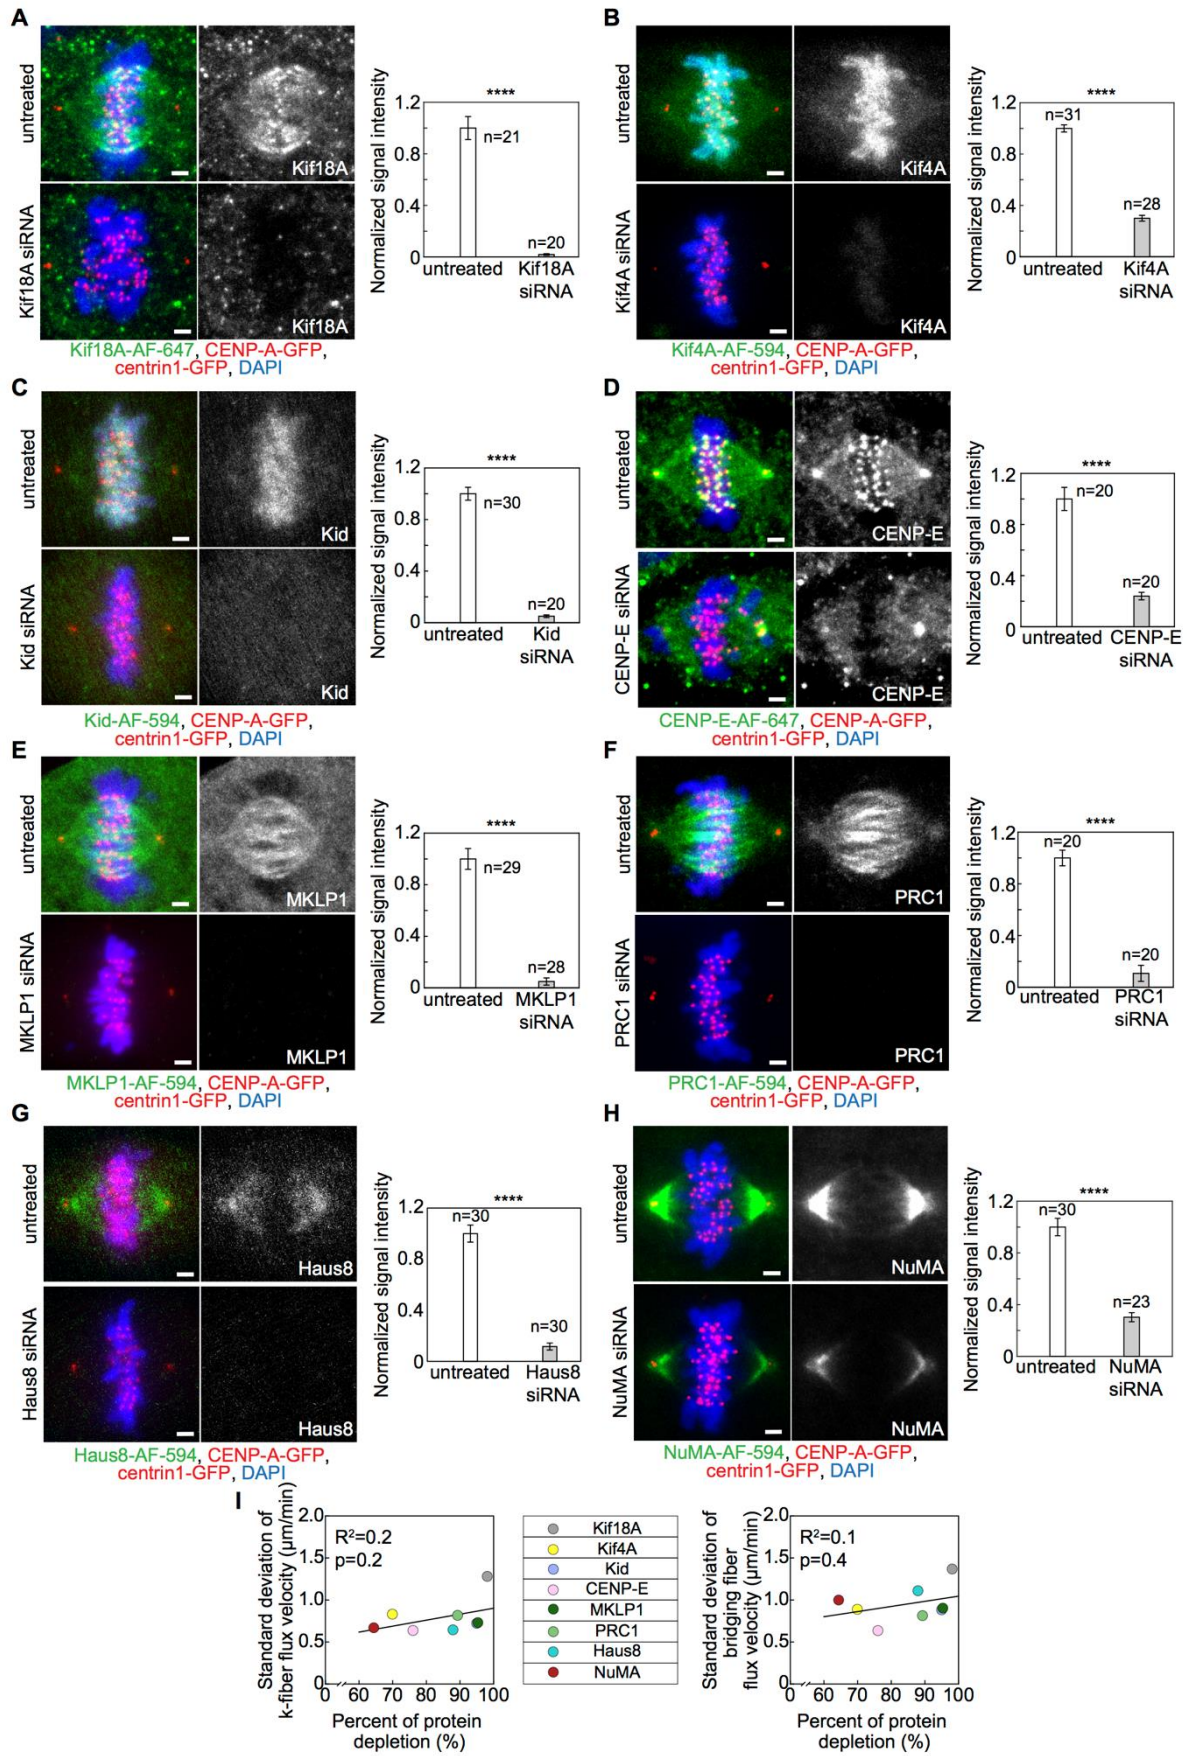 A
untreated
Kif18A
Kif18A siRNA
Kif18A
Kif18A-AF-647, CENP-A-GFP,
centrin1-GFP, DAPI
Normalized signal intensity
1.2
0.8
0.4
0
****
n=21
n=20
untreated Kif18A
siRNA
B
untreated
Kif4A
Kif4A siRNA
Kif4A
Kif4A-AF-594, CENP-A-GFP,
centrin1-GFP, DAPI
Normalized signal intensity
1.2
0.8
0.4
0
****
n=31
n=28
untreated Kif4A
siRNA
C
untreated
Kid
Kid siRNA
Kid
Kid-AF-594, CENP-A-GFP,
centrin1-GFP, DAPI
Normalized signal intensity
1.2
0.8
0.4
0
****
n=30
n=20
untreated Kid
siRNA
D
untreated
CENP-E
CENP-E siRNA
CENP-E
CENP-E-AF-647, CENP-A-GFP,
centrin1-GFP, DAPI
Normalized signal intensity
1.2
0.8
0.4
0
****
n=20
n=20
untreated CENP-E
siRNA
E
untreated
MKLP1
MKLP1 siRNA
MKLP1
MKLP1-AF-594, CENP-A-GFP,
centrin1-GFP, DAPI
Normalized signal intensity
1.2
0.8
0.4
0
****
n=29
n=28
untreated MKLP1
siRNA
F
untreated
PRC1
PRC1 siRNA
PRC1
PRC1-AF-594, CENP-A-GFP,
centrin1-GFP, DAPI
Normalized signal intensity
1.2
0.8
0.4
0
****
n=20
n=20
untreated PRC1
siRNA
G
untreated
Haus8
Haus8 siRNA
Haus8
Haus8-AF-594, CENP-A-GFP,
centrin1-GFP, DAPI
Normalized signal intensity
1.2
0.8
0.4
0
****
n=30
n=30
untreated Haus8
siRNA
H
untreated
NuMA
NuMA siRNA
NuMA
NuMA-AF-594, CENP-A-GFP,
centrin1-GFP, DAPI
Normalized signal intensity
1.2
0.8
0.4
0
****
n=30
n=23
untreated NuMA
siRNA
I
Standard deviation of
k-fiber flux velocity (µm/min)
2.0
1.5
1.0
0.5
0
R²=0.2
p=0.2
0 60 70 80 90 100
Percent of protein
depletion (%)
Kif18A
Kif4A
Kid
CENP-E
MKLP1
PRC1
Haus8
NuMA
Standard deviation of
bridging fiber
flux velocity (µm/min)
2.0
1.5
1.0
0.5
0
R²=0.1
p=0.4
0 60 70 80 90 100
Percent of protein
depletion (%)